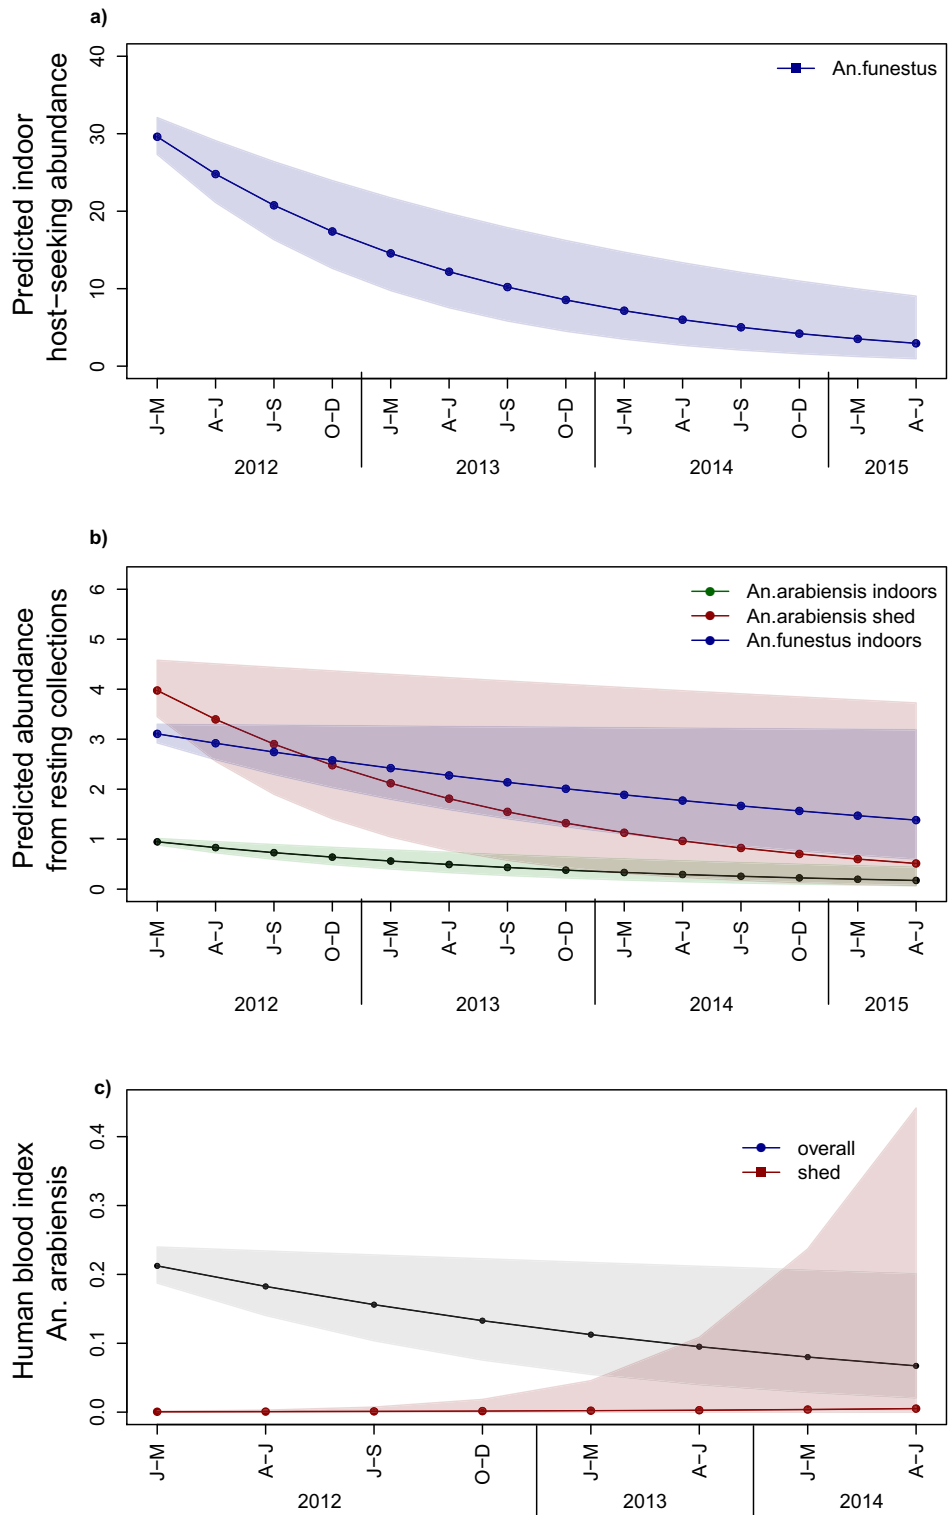 a)
Predicted indoor
host−seeking abundance
40
30
20
10
0
An.funestus
J−M A−J J−S O−D J−M A−J J−S O−D J−M A−J J−S O−D J−M A−J
2012 2013 2014 2015
b)
Predicted abundance
from resting collections
6
5
4
3
2
1
0
An.arabiensis indoors
An.arabiensis shed
An.funestus indoors
J−M A−J J−S O−D J−M A−J J−S O−D J−M A−J J−S O−D J−M A−J
2012 2013 2014 2015
c)
Human blood index
An. arabiensis
0.4
0.3
0.2
0.1
0.0
overall
shed
J−M A−J J−S O−D J−M A−J J−M A−J
2012 2013 2014